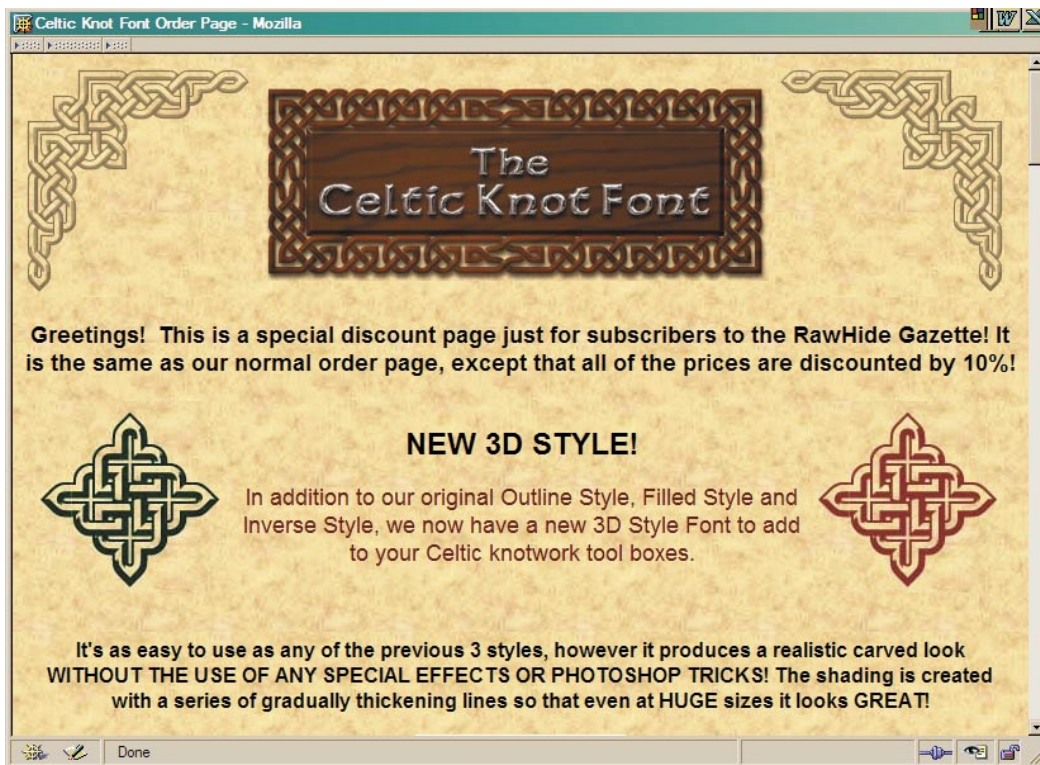 Celtic Knot Font Order Page - Mozilla
W
The
Celtic Knot Font
Greetings!  This is a special discount page just for subscribers to the RawHide Gazette! It
is the same as our normal order page, except that all of the prices are discounted by 10%!
NEW 3D STYLE!
In addition to our original Outline Style, Filled Style and
Inverse Style, we now have a new 3D Style Font to add
to your Celtic knotwork tool boxes.
It's as easy to use as any of the previous 3 styles, however it produces a realistic carved look
WITHOUT THE USE OF ANY SPECIAL EFFECTS OR PHOTOSHOP TRICKS! The shading is created
with a series of gradually thickening lines so that even at HUGE sizes it looks GREAT!
Done